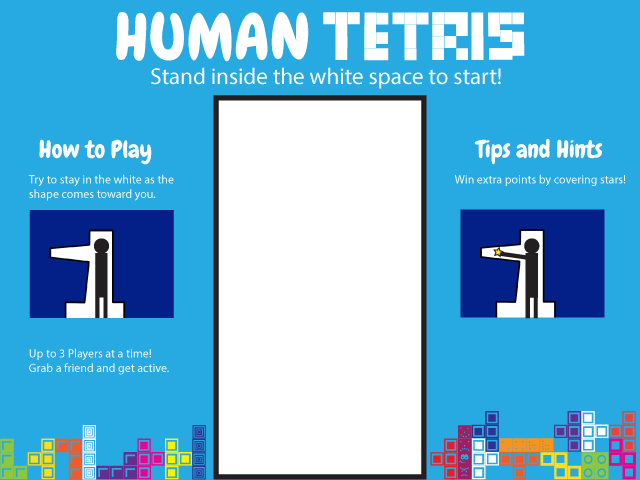 HUMAN TETRIS
Stand inside the white space to start!
How to Play
Try to stay in the white as the
shape comes toward you.
Up to 3 Players at a time!
Grab a friend and get active.
Tips and Hints
Win extra points by covering stars!